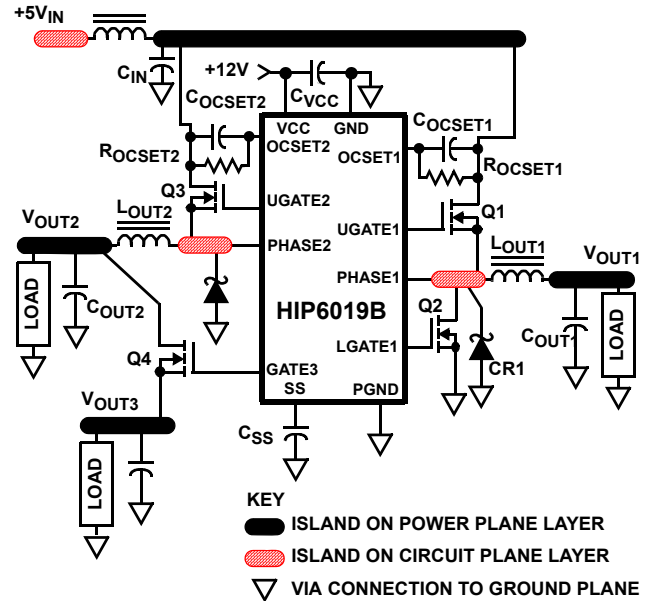 +5VIN
CIN
+12V
CVCC
COCSET2
VCC
GND
COCSET1
OCSET2
OCSET1
ROCSET2
ROCSET1
Q3
UGATE2
Q1
UGATE1
VOUT2
LOUT2
PHASE2
LOUT1
VOUT1
PHASE1
LOAD
COUT2
HIP6019B
Q2
COUT1
LOAD
Q4
LGATE1
CR1
GATE3
SS
PGND
VOUT3
CSS
LOAD
KEY
ISLAND ON POWER PLANE LAYER
ISLAND ON CIRCUIT PLANE LAYER
VIA CONNECTION TO GROUND PLANE